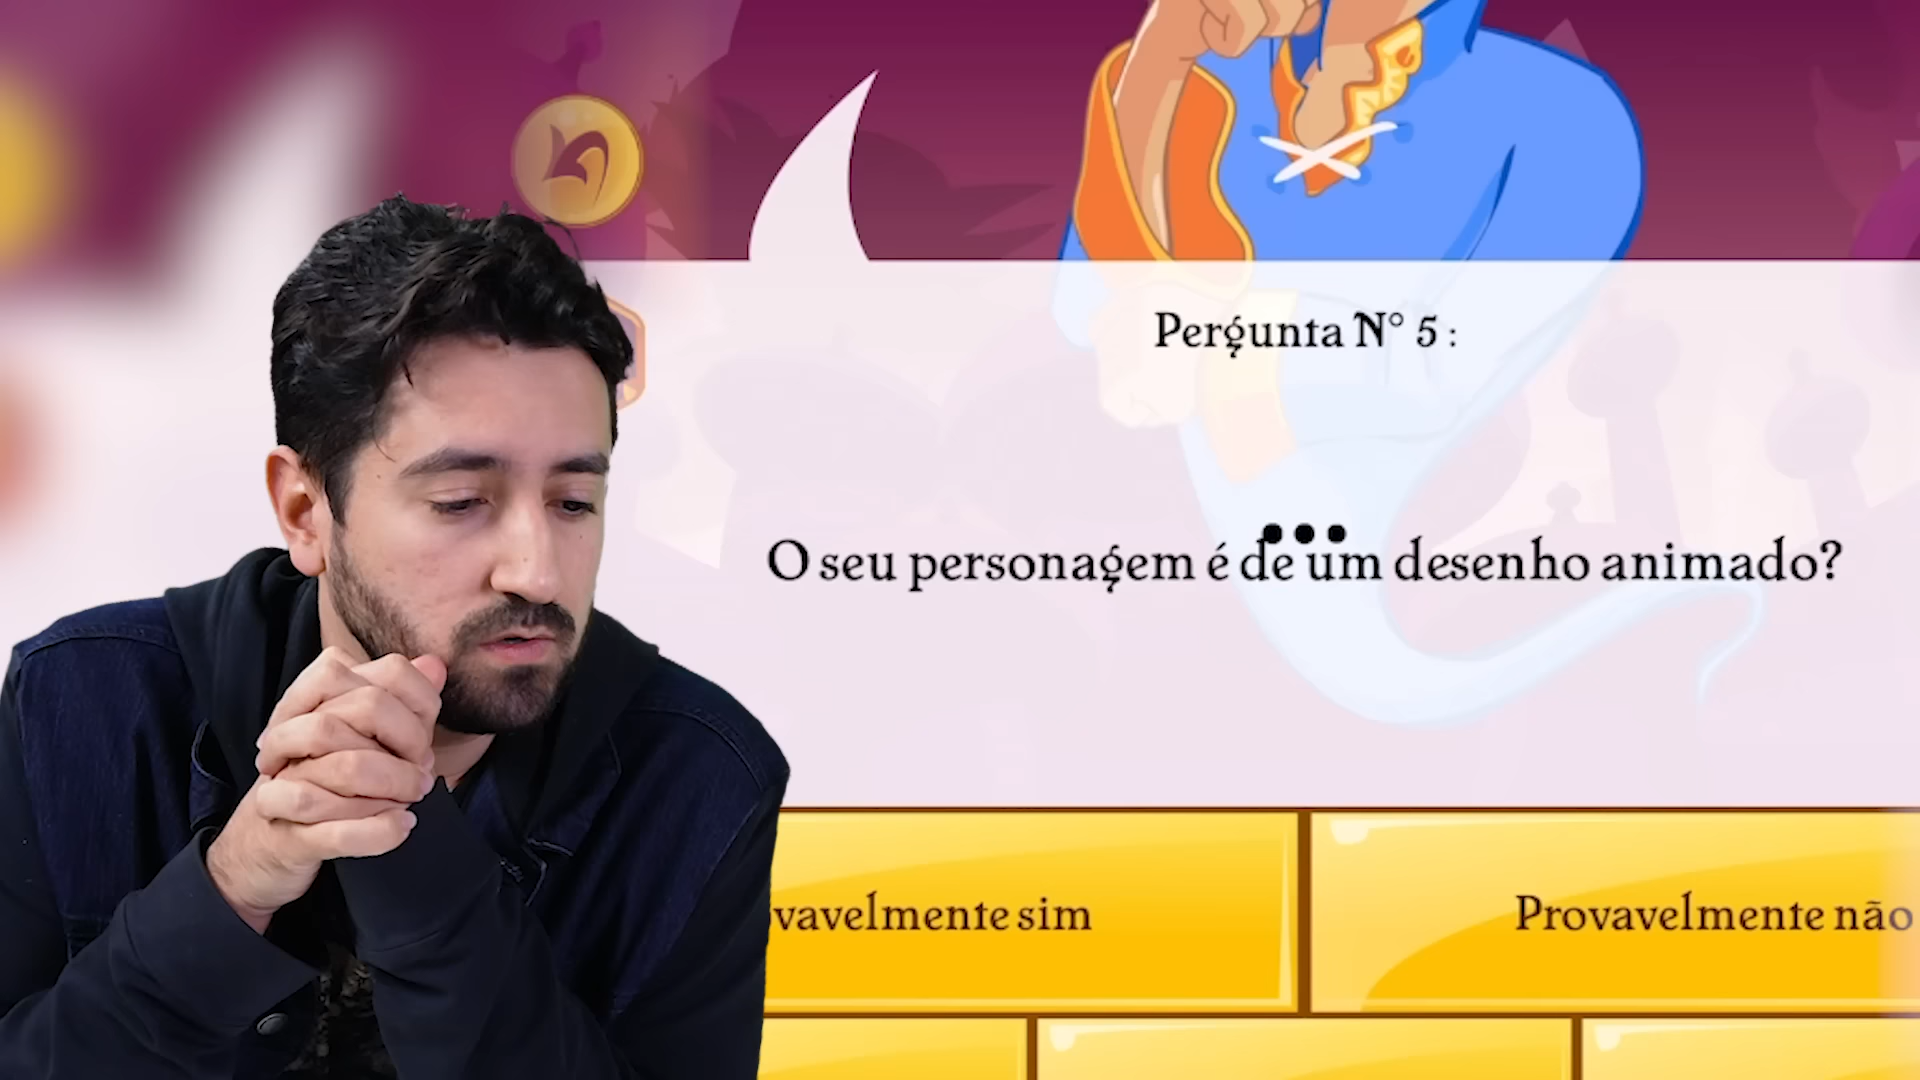 Pergunta N° 5 :
O seu personagem é de um desenho animado?
vavelmente sim
Provavelmente não